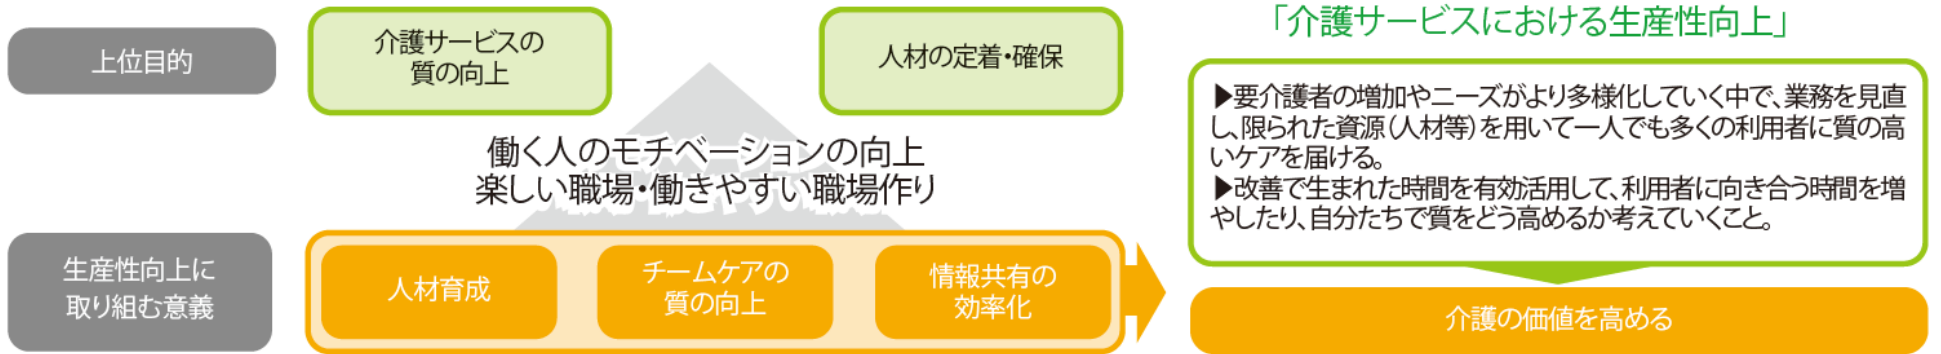 上位目的
介護サービスの
質の向上
人材の定着・確保
働く人のモチベーションの向上
楽しい職場・働きやすい職場作り
生産性向上に
取り組む意義
人材育成
チームケアの
質の向上
情報共有の
効率化
「介護サービスにおける生産性向上」
▶要介護者の増加やニーズがより多様化していく中で、業務を見直
し、限られた資源（人材等）を用いて一人でも多くの利用者に質の高
いケアを届ける。
▶改善で生まれた時間を有効活用して、利用者に向き合う時間を増
やしたり、自分たちで質をどう高めるか考えていくこと。
介護の価値を高める